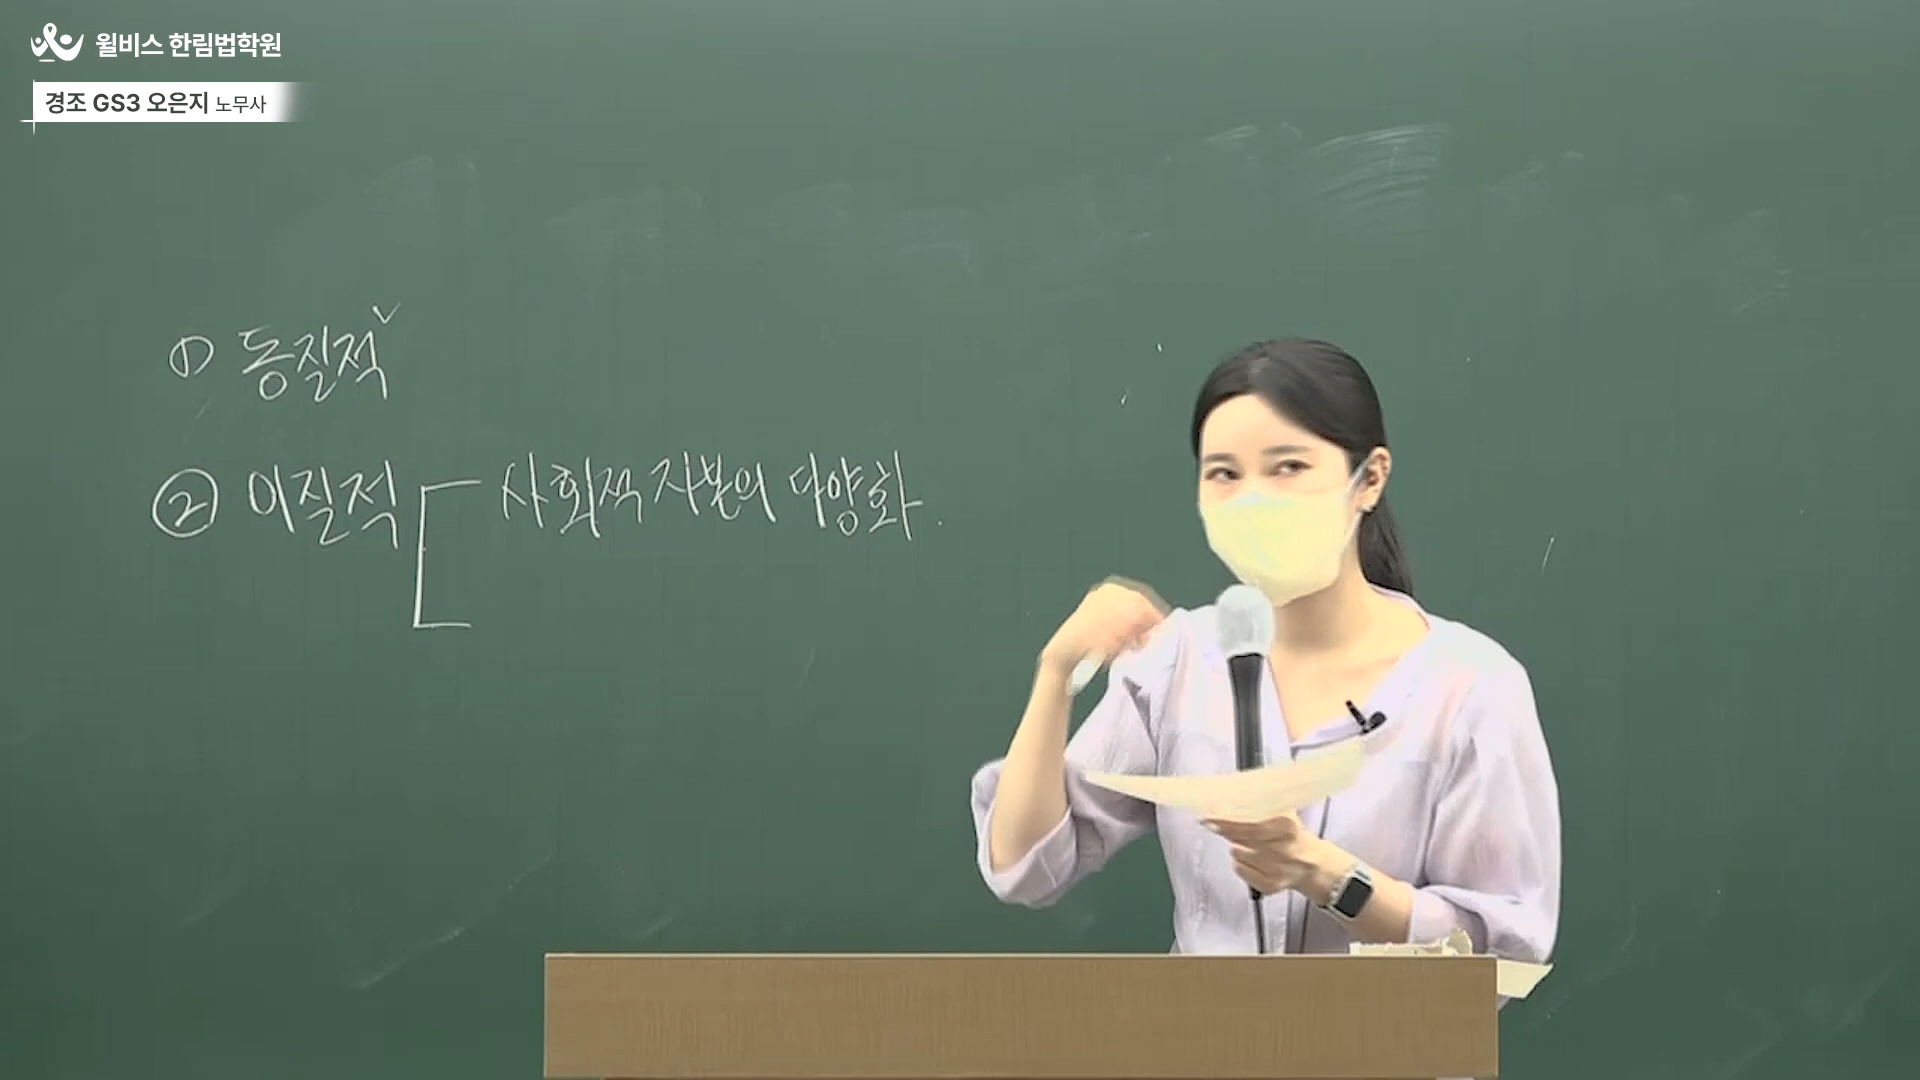 윌비스 한림법학원
경조 GS3 오은지 노무사
① 동질적
② 이질적 사회적 자본의 다양화.